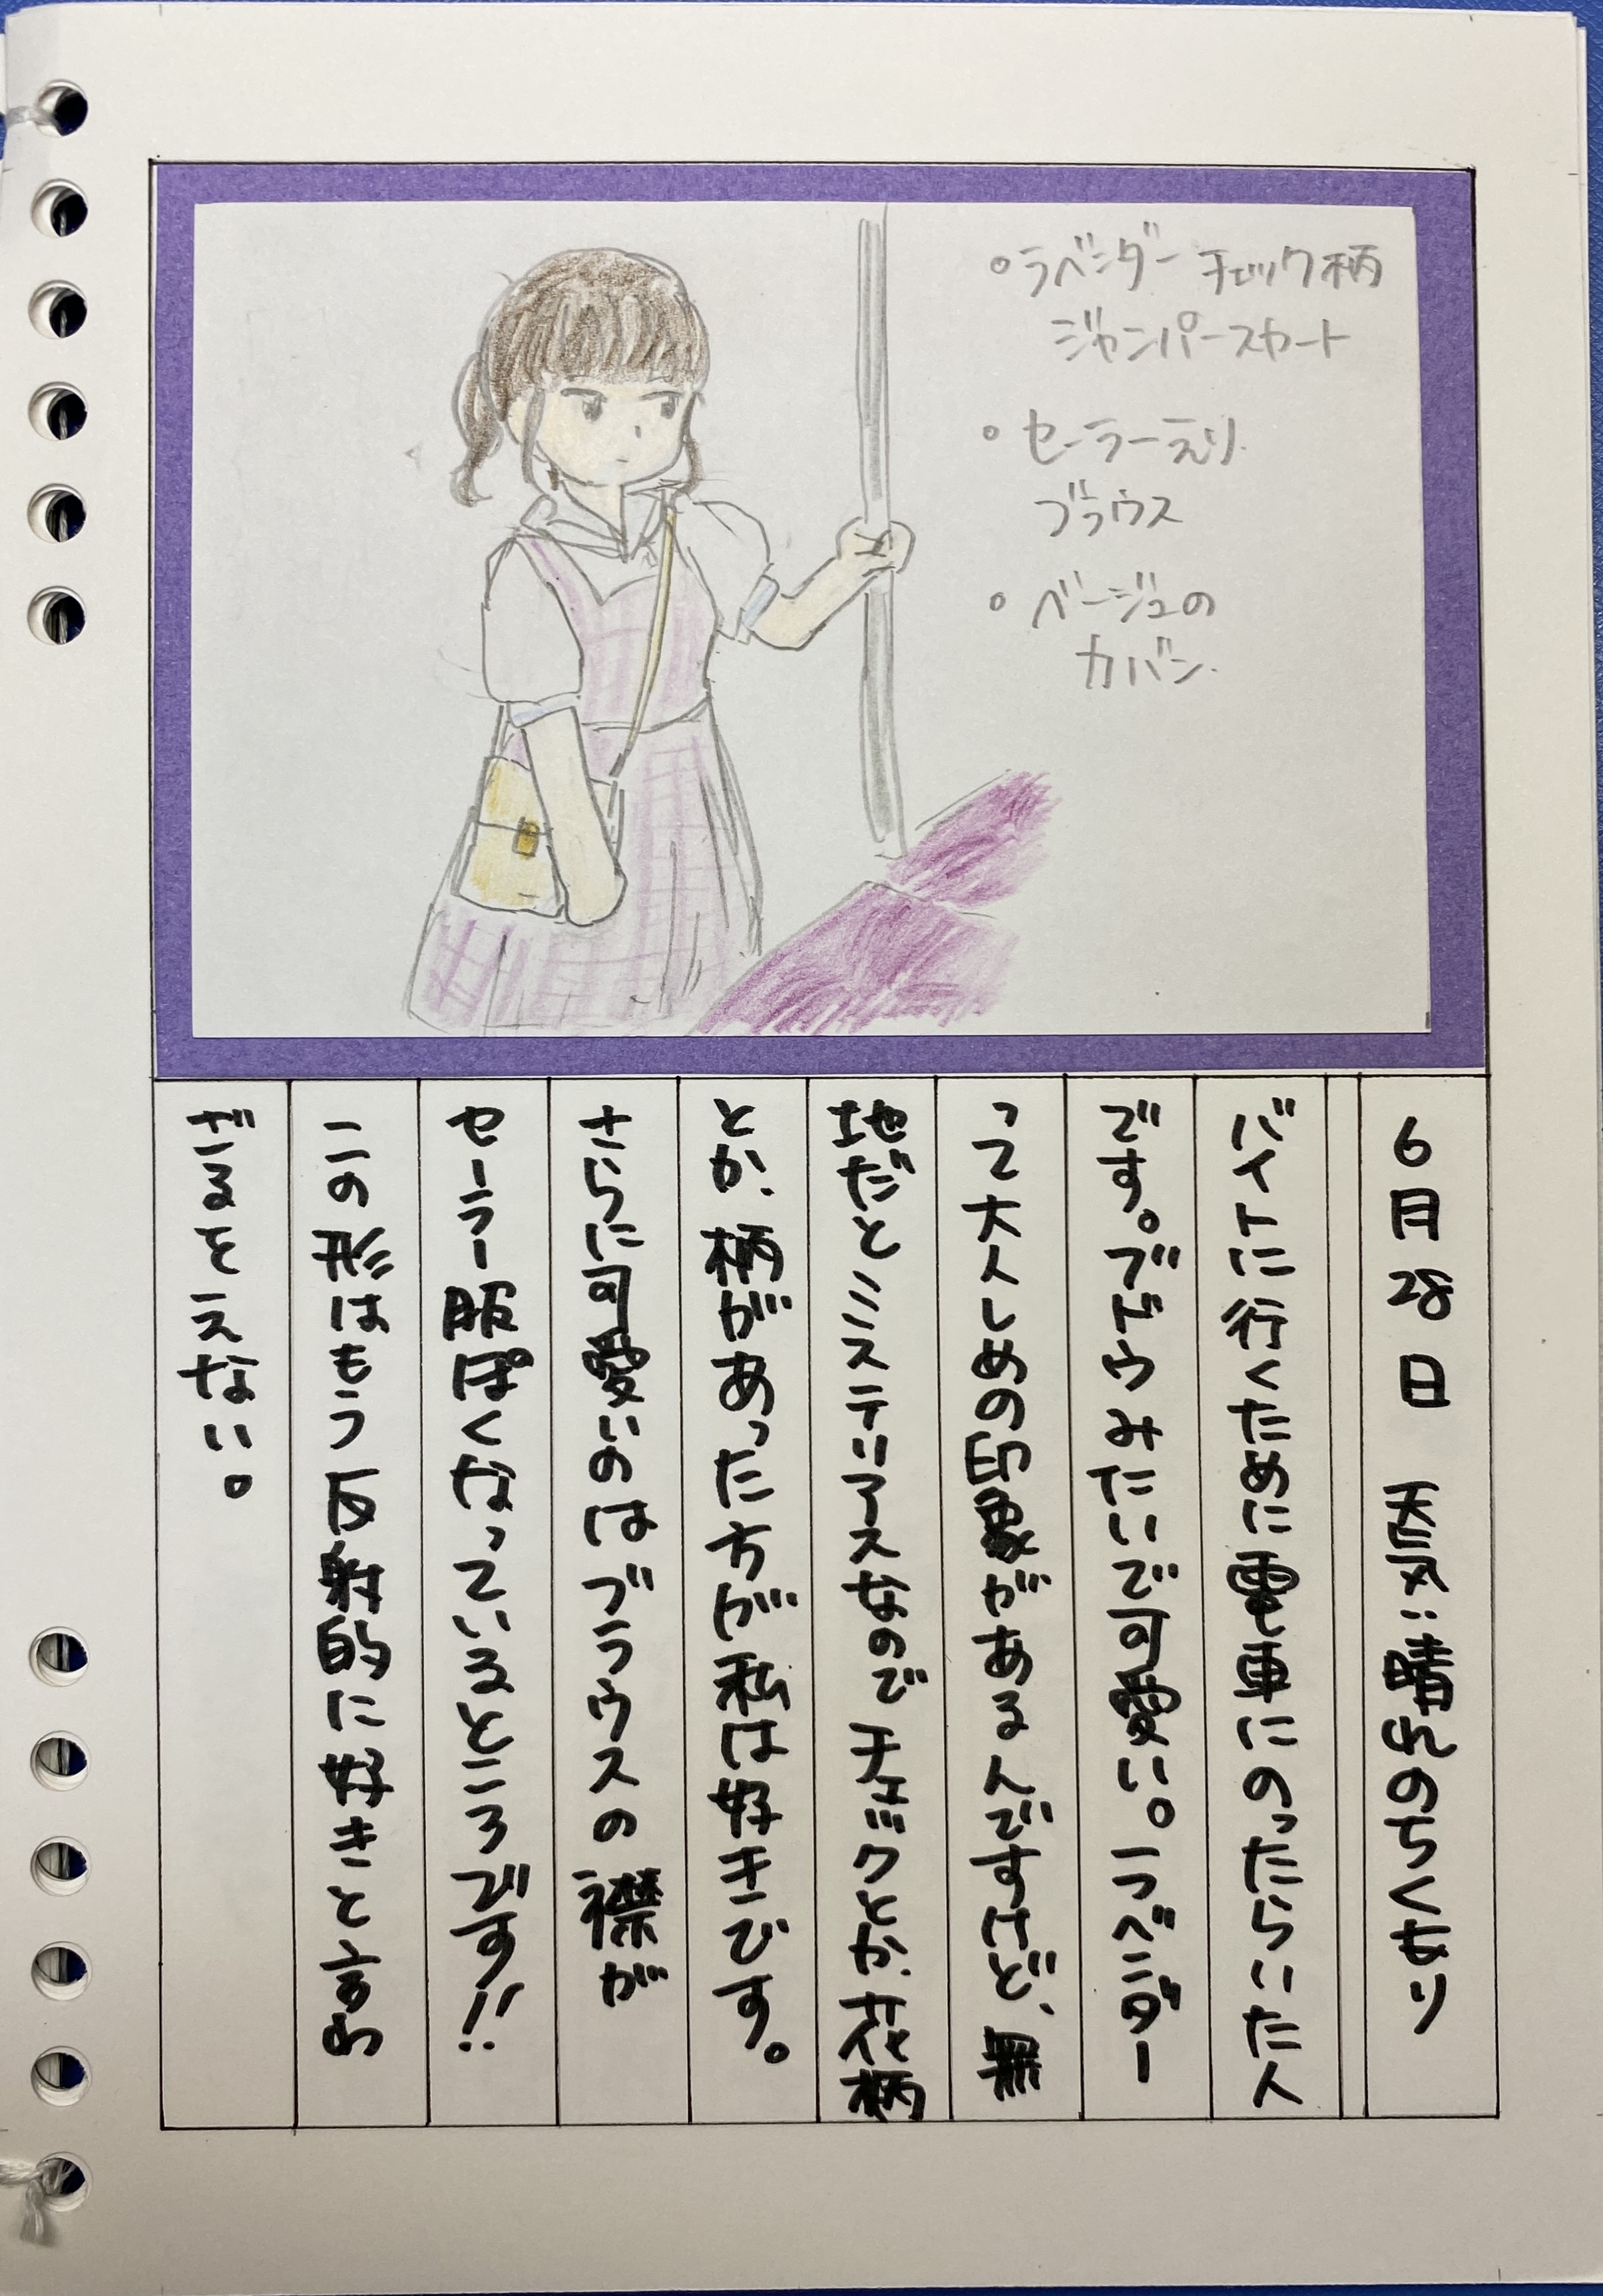 ・ラベンダー チェック柄
ジャンパースカート
・セーラーえり
ブラウス
・ベージュの
カバン
6月28日 天気:晴れのちくもり
バイトに行くために電車にのったらいた人
です。ブドウみたいで可愛い。ラベンダー
って大人しめの印象があるんですけど、無
地だとミステリアスなのでチェックとか花柄
とか、柄があった方が私は好きです。
さらに可愛いのはブラウスの襟が
セーラー服ぽくなっているところです!!
この形はもう反射的に好きと言わ
ざるをえない。